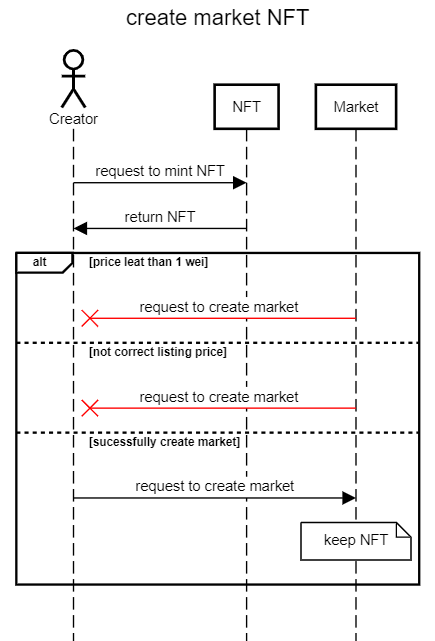 create market NFT
Creator
NFT
Market
request to mint NFT
return NFT
alt
[price leat than 1 wei]
request to create market
[not correct listing price]
request to create market
[sucessfully create market]
request to create market
keep NFT